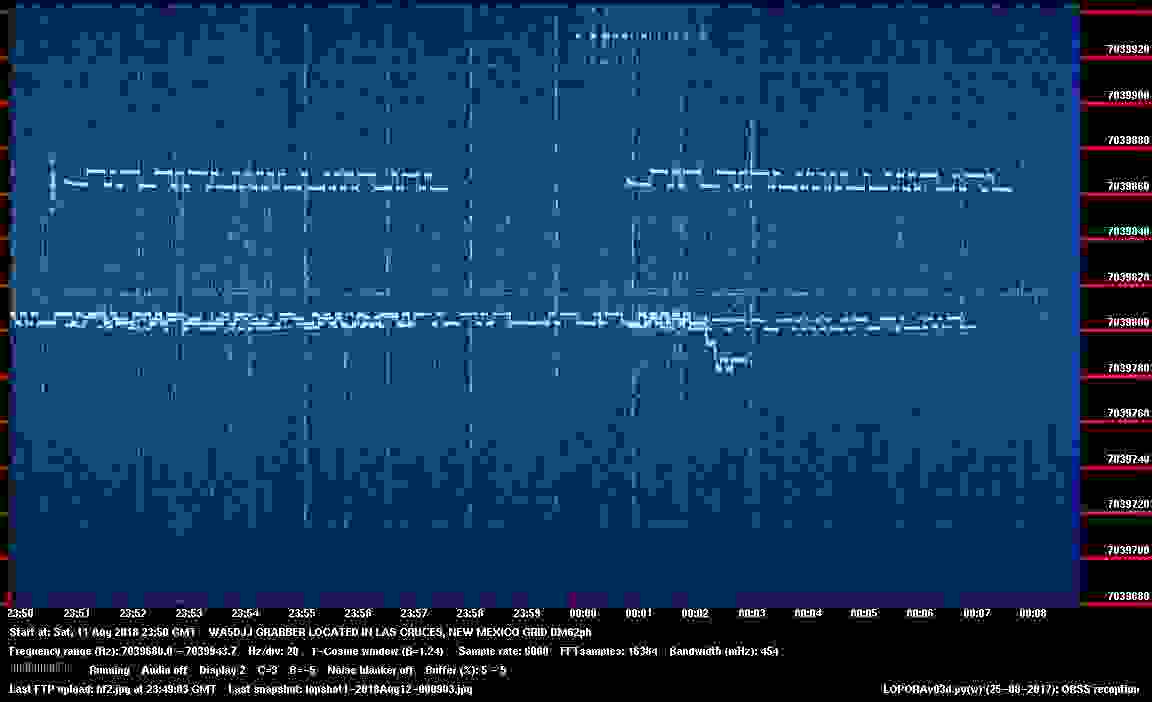 7039920
7039900
7039880
7039860
7039840
7039820
7039800
7039780
7039760
7039740
7039720
7039700
7039680
23:50 23:51 23:52 23:53 23:54 23:55 23:56 23:57 23:58 23:59 00:00 00:01 00:02 00:03 00:04 00:05 00:06 00:07 00:08
Start at: Sat, 11 Aug 2018 23:50 GMT WA5DJJ GRABBER LOCATED IN LAS CRUCES, NEW MEXICO GRID DM62ph
Frequency range (Hz): 7039680.0 - 7039943.7 Hz/div: 20 T-Cosine window (B=1.24) Sample rate: 6000 FFTsamples: 16384 Bandwidth (mHz): 454
Running Audio off Display 2 C=3 B=-5 Noise blanker off Buffer (%): 5 - 5
Last FTP upload: hf2.jpg at 23:49:03 GMT Last snapshot: lopshot1-2018Aug12-000903.jpg
LOPORAv03d.py(w) (25-08-2017): QRSS reception